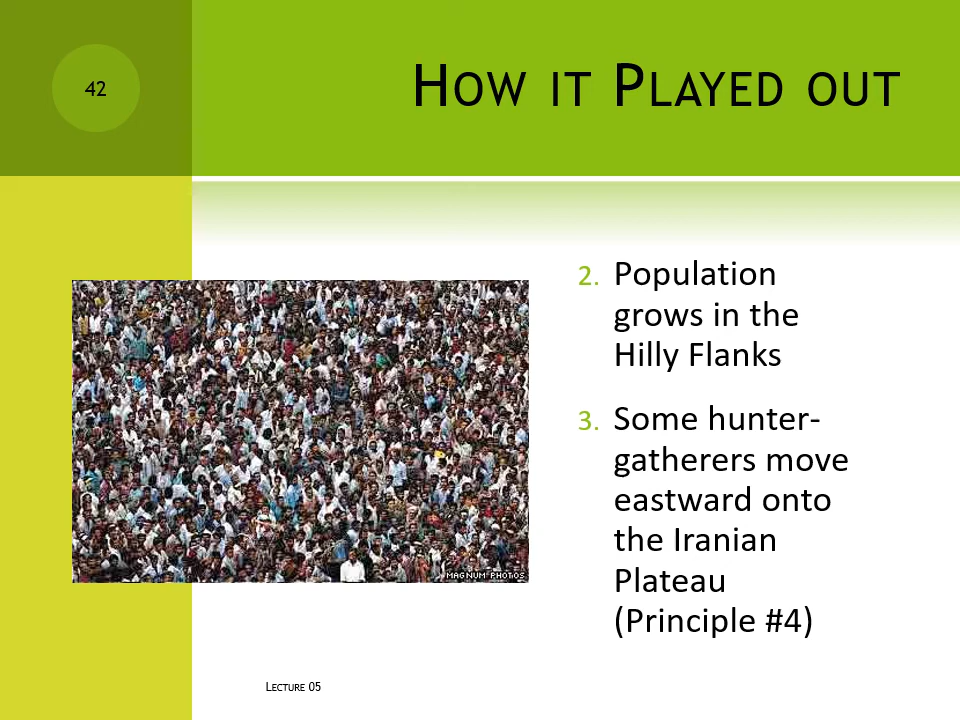 42
How it Played out
2. Population
grows in the
Hilly Flanks
3. Some hunter-
gatherers move
eastward onto
the Iranian
Plateau
(Principle #4)
MAGNUM PHOTOS
Lecture 05